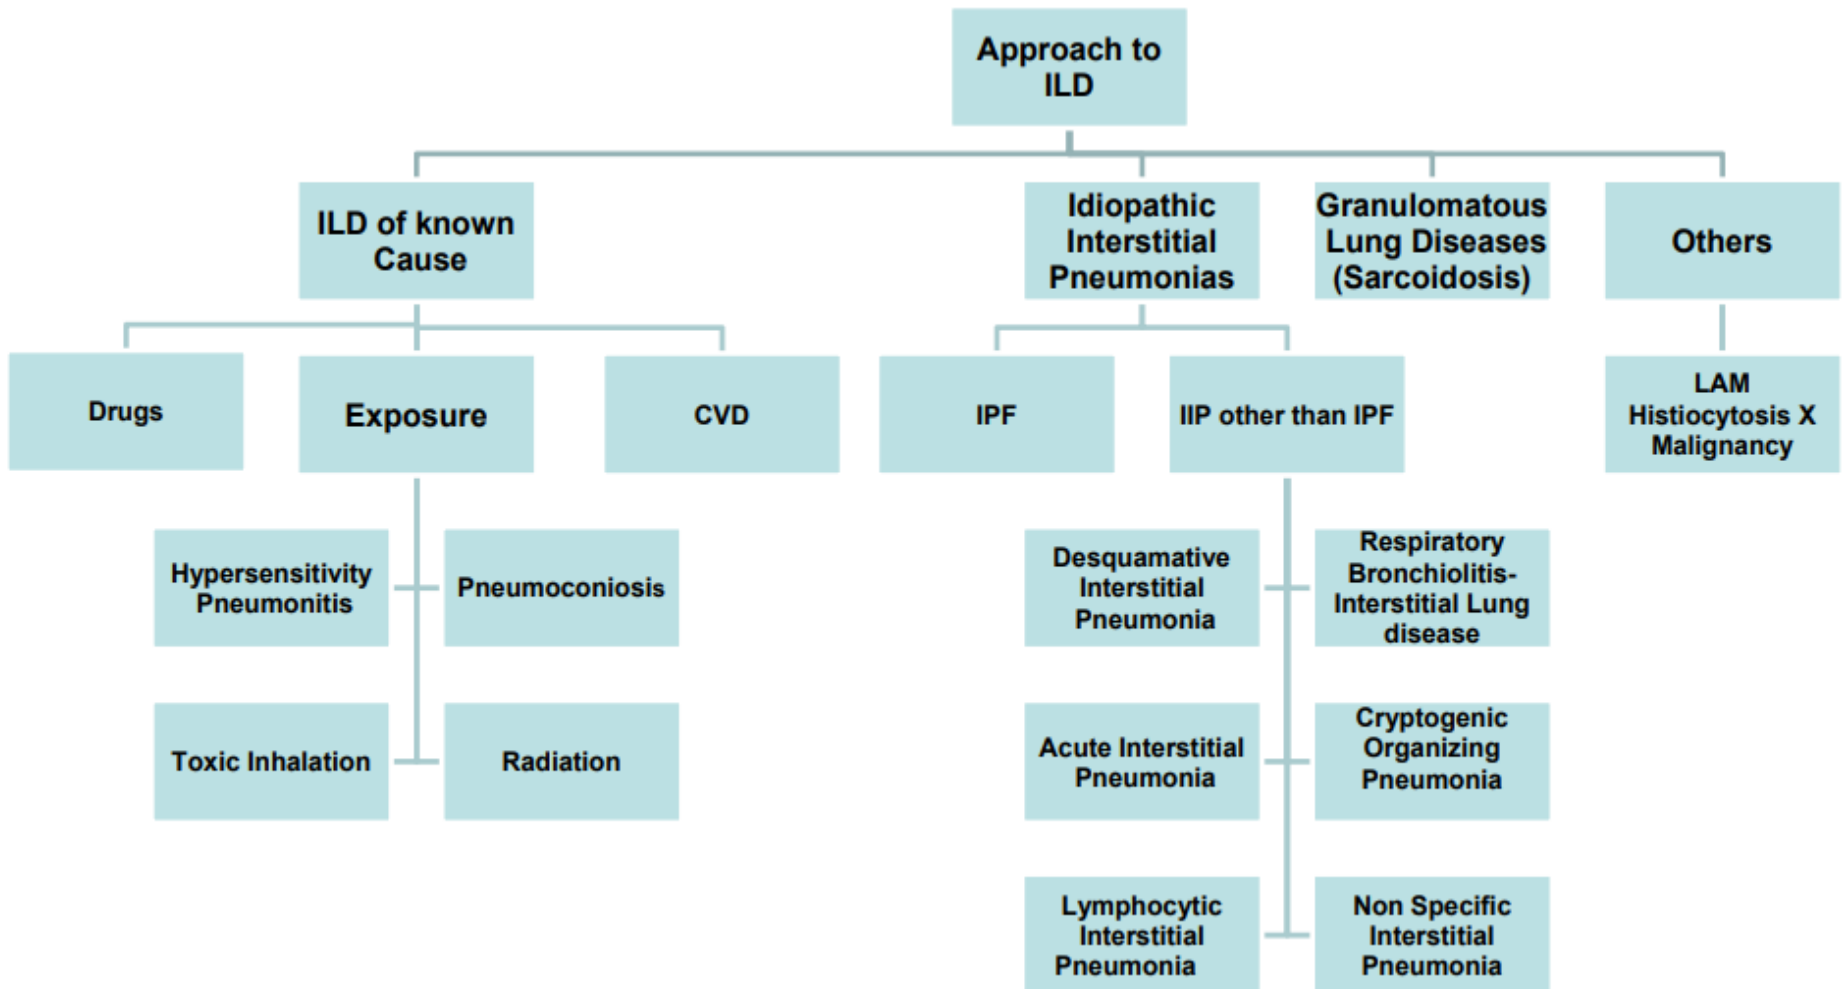 Approach to
ILD
ILD of known
Cause
Idiopathic
Interstitial
Pneumonias
Granulomatous
Lung Diseases
(Sarcoidosis)
Others
Drugs
Exposure
CVD
IPF
IIP other than IPF
LAM
Histiocytosis X
Malignancy
Hypersensitivity
Pneumonitis
Pneumoconiosis
Desquamative
Interstitial
Pneumonia
Respiratory
Bronchiolitis-
Interstitial Lung
disease
Toxic Inhalation
Radiation
Acute Interstitial
Pneumonia
Cryptogenic
Organizing
Pneumonia
Lymphocytic
Interstitial
Pneumonia
Non Specific
Interstitial
Pneumonia